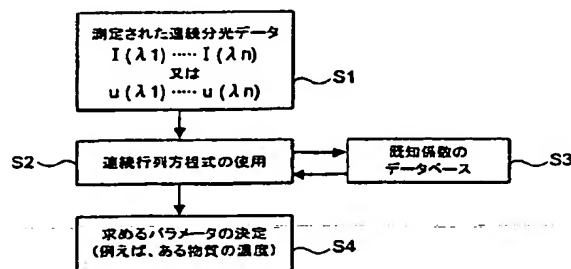 測定された連続分光データ
I(λ1)‥‥‥I(λn)
又は
u(λ1)‥‥‥u(λn)
S1
S2
連続行列方程式の使用
既知係数の
データベース
S3
求めるパラメータの決定
(例えば、ある物質の濃度)
S4